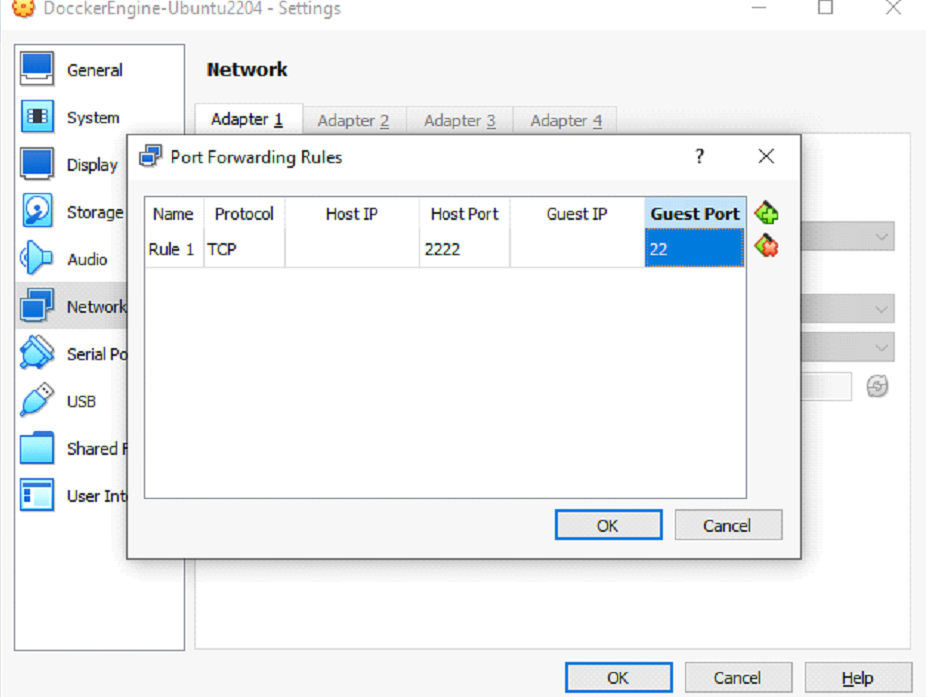 DocckerEngine-Ubuntu2204 - Settings
General
System
Display
Storage
Audio
Network
Serial Po
USB
Shared F
User Int
Network
Adapter 1 Adapter 2 Adapter 3 Adapter 4
Port Forwarding Rules ?
Name Protocol Host IP Host Port Guest IP Guest Port
Rule 1 TCP 2222 22
OK Cancel
OK Cancel Help